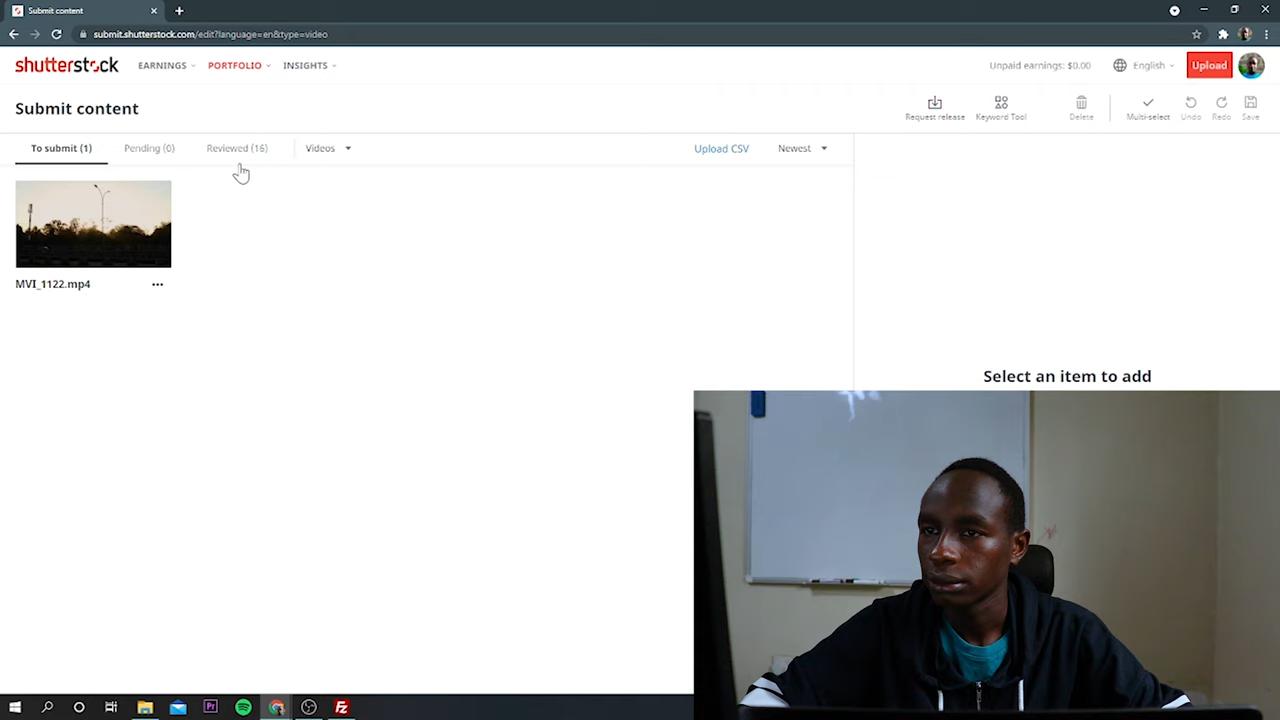 Submit content
submit.shutterstock.com/edit?language=en&type=video
shutterstock EARNINGS PORTFOLIO INSIGHTS Unpaid earnings: $0.00 English Upload
Submit content Request release Keyword Tool Delete Multi-select Undo Redo Save
To submit (1) Pending (0) Reviewed (16) Videos Upload CSV Newest
MVI_1122.mp4
Select an item to add
Pr
Fz